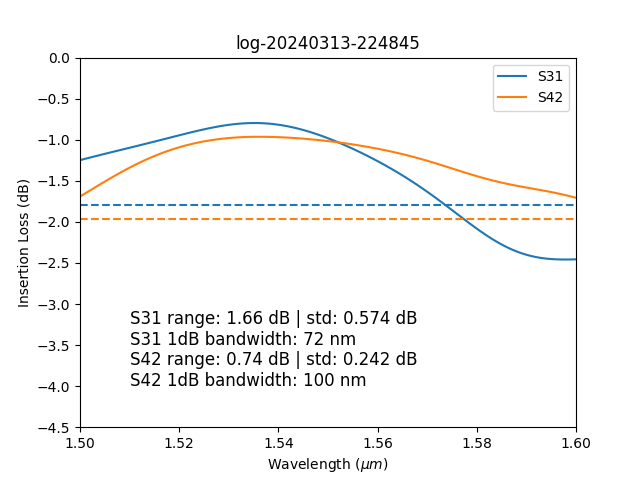 log-20240313-224845
0.0
−0.5
−1.0
−1.5
−2.0
−2.5
−3.0
−3.5
−4.0
−4.5
Insertion Loss (dB)
S31
S42
S31 range: 1.66 dB | std: 0.574 dB
S31 1dB bandwidth: 72 nm
S42 range: 0.74 dB | std: 0.242 dB
S42 1dB bandwidth: 100 nm
1.50 1.52 1.54 1.56 1.58 1.60
Wavelength (μm)